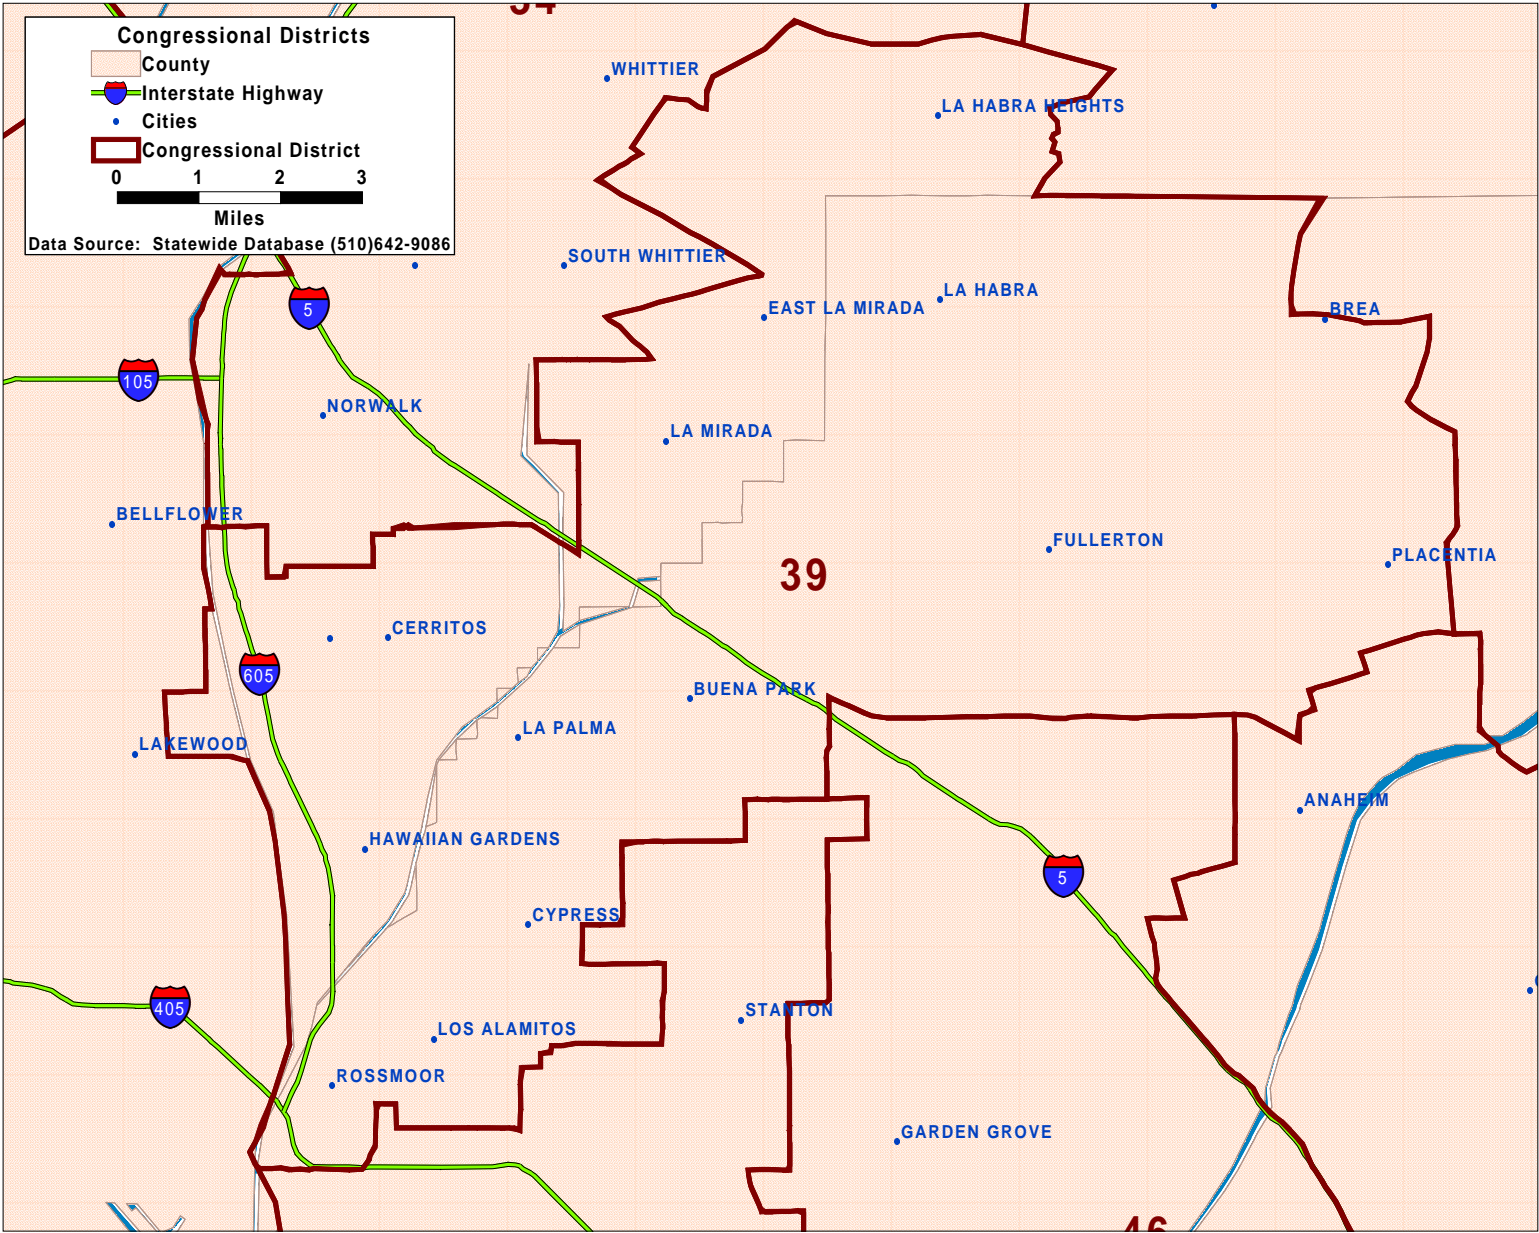 34
Congressional Districts
County
Interstate Highway
Cities
Congressional District
0 1 2 3
Miles
Data Source: Statewide Database (510)642-9086
WHITTIER
LA HABRA HEIGHTS
SOUTH WHITTIER
LA HABRA
EAST LA MIRADA
BREA
5
105
NORWALK
LA MIRADA
BELLFLOWER
FULLERTON
PLACENTIA
39
CERRITOS
605
BUENA PARK
LA PALMA
LAKEWOOD
ANAHEIM
HAWAIIAN GARDENS
5
CYPRESS
405
STANTON
LOS ALAMITOS
ROSSMOOR
GARDEN GROVE
46